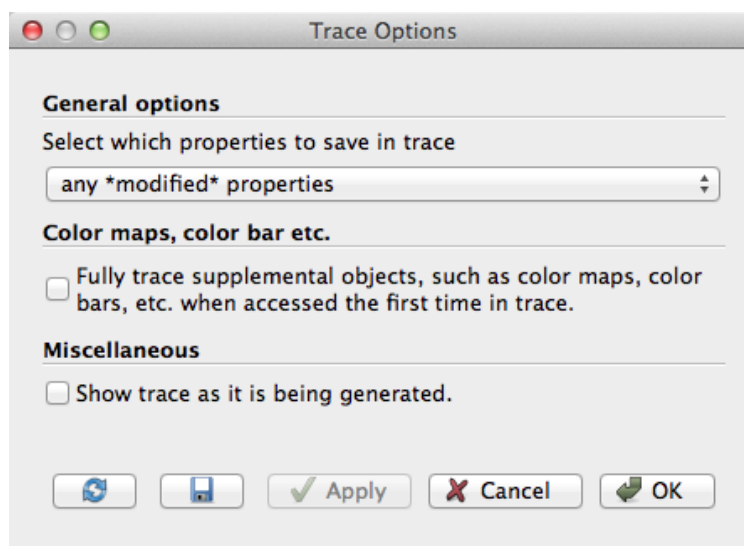 Trace Options
General options
Select which properties to save in trace
any *modified* properties
Color maps, color bar etc.
Fully trace supplemental objects, such as color maps, color
bars, etc. when accessed the first time in trace.
Miscellaneous
Show trace as it is being generated.
Apply Cancel OK